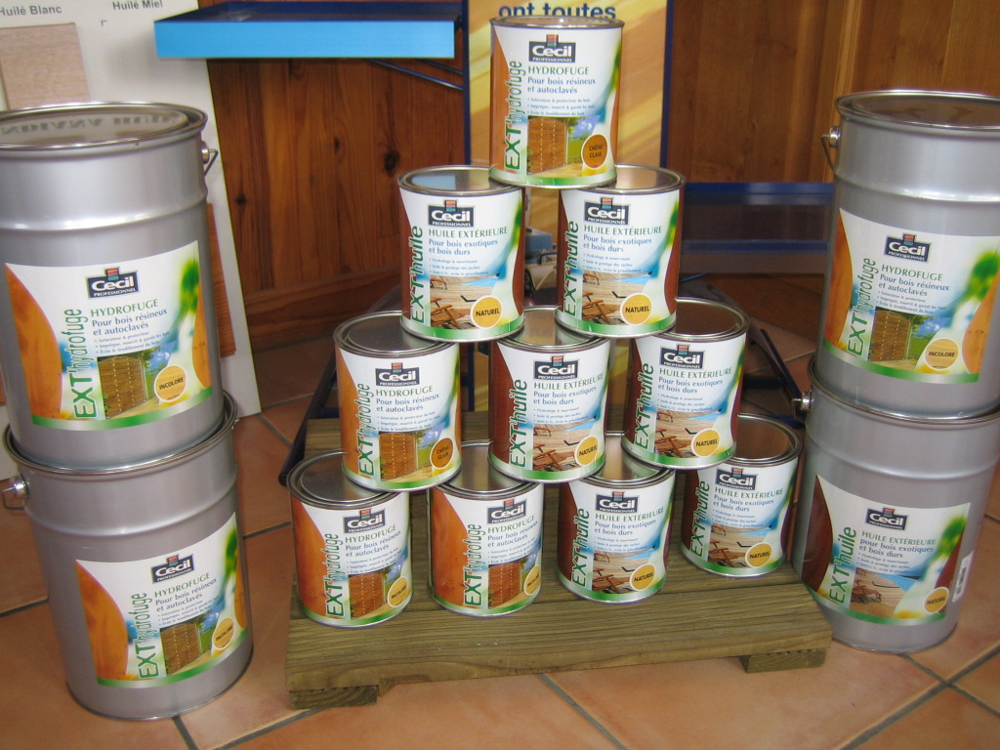 Huilé Blanc
Huilé Miel
ont toutes
Cecil
PROFESSIONNEL
EXT'hydrofuge
HYDROFUGE
Pour bois résineux
et autoclavés
• Saturateur & protecteur du bois
CHÊNE
CLAIR
Cecil
PROFESSIONNEL
EXT'huile
HUILE EXTÉRIEURE
Pour bois exotiques
et bois durs
NATUREL
Cecil
PROFESSIONNEL
EXT'huile
HUILE EXTÉRIEURE
Pour bois exotiques
et bois durs
NATUREL
Cecil
PROFESSIONNEL
EXT'hydrofuge
HYDROFUGE
Pour bois résineux
et autoclavés
INCOLORE
Cecil
PROFESSIONNEL
EXT'hydrofuge
HYDROFUGE
Pour bois résineux
et autoclavés
INCOLORE
Cecil
PROFESSIONNEL
EXT'hydrofuge
HYDROFUGE
Pour bois résineux
et autoclavés
CHÊNE
CLAIR
Cecil
PROFESSIONNEL
EXT'huile
HUILE EXTÉRIEURE
Pour bois exotiques
et bois durs
NATUREL
Cecil
PROFESSIONNEL
EXT'huile
HUILE EXTÉRIEURE
Pour bois exotiques
et bois durs
NATUREL
Cecil
PROFESSIONNEL
EXT'hydrofuge
HYDROFUGE
Pour bois résineux
et autoclavés
INCOLORE
Cecil
PROFESSIONNEL
EXT'hydrofuge
HYDROFUGE
Pour bois résineux
et autoclavés
INCOLORE
Cecil
PROFESSIONNEL
EXT'hydrofuge
HYDROFUGE
Pour bois résineux
et autoclavés
INCOLORE
Cecil
PROFESSIONNEL
EXT'huile
HUILE EXTÉRIEURE
Pour bois exotiques
et bois durs
NATUREL
Cecil
PROFESSIONNEL
EXT'huile
HUILE EXTÉRIEURE
Pour bois exotiques
et bois durs
NATUREL
Cecil
PROFESSIONNEL
EXT'huile
HUILE EXTÉRIEURE
Pour bois exotiques
et bois durs
NATUREL